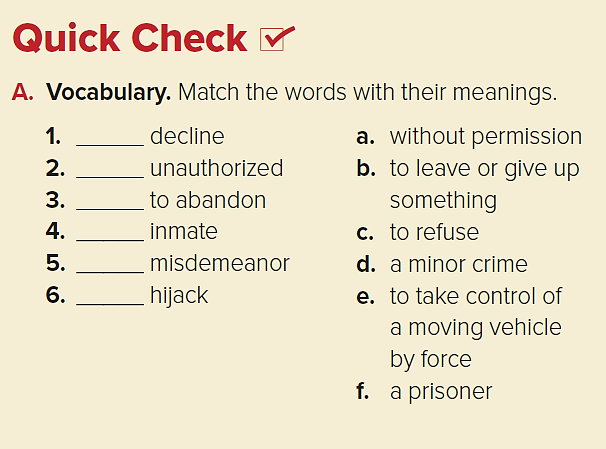 Quick Check
A. Vocabulary. Match the words with their meanings.
1. ______ decline
2. ______ unauthorized
3. ______ to abandon
4. ______ inmate
5. ______ misdemeanor
6. ______ hijack
a. without permission
b. to leave or give up
something
c. to refuse
d. a minor crime
e. to take control of
a moving vehicle
by force
f. a prisoner